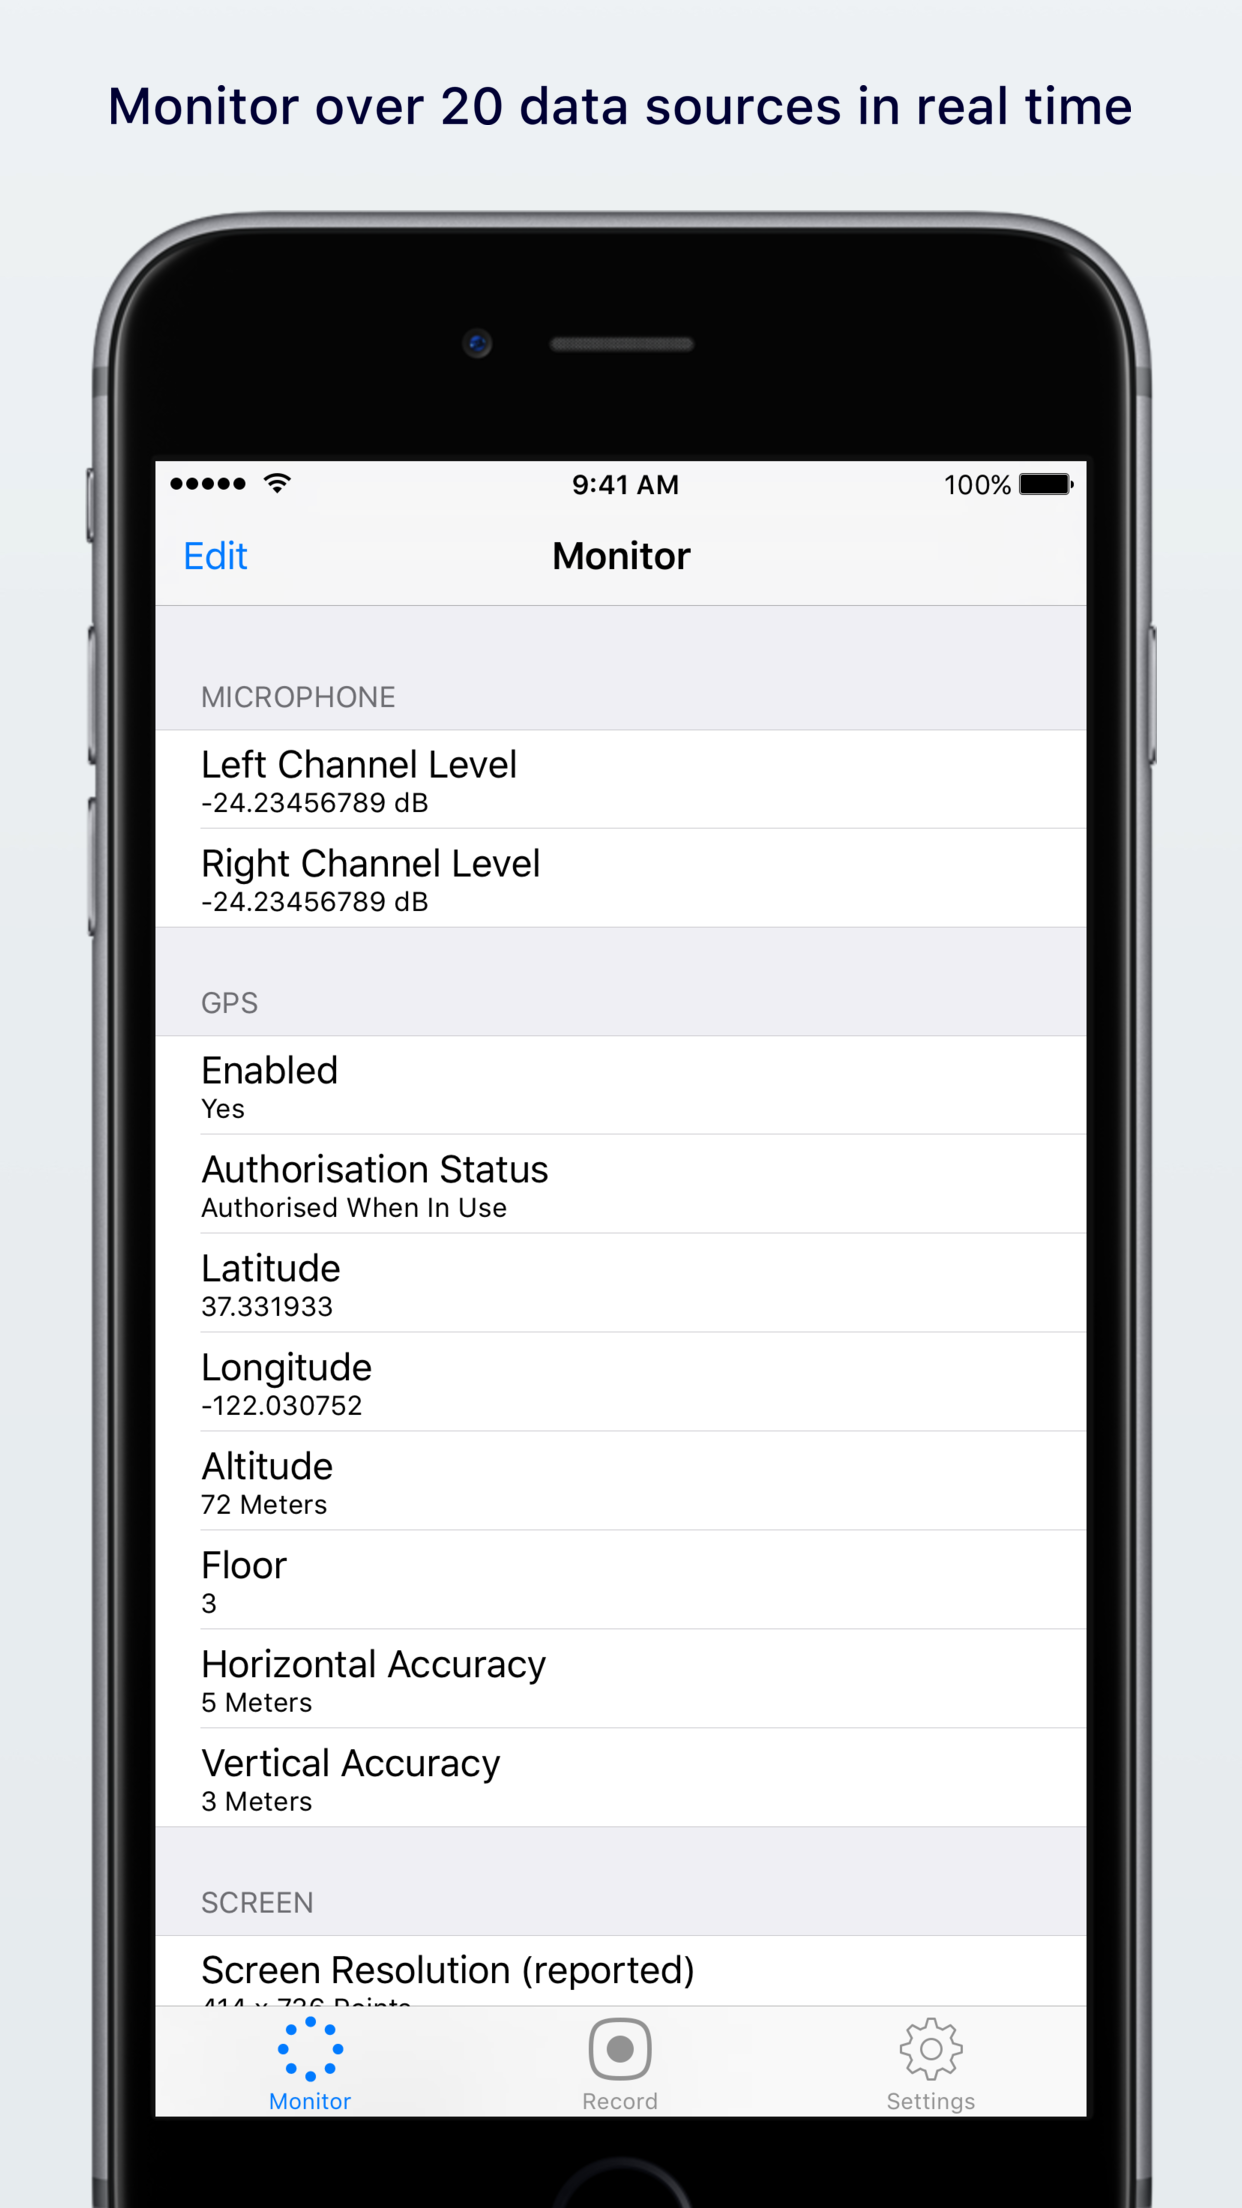 Monitor over 20 data sources in real time
9:41 AM
100%
Edit
Monitor
MICROPHONE
Left Channel Level
-24.23456789 dB
Right Channel Level
-24.23456789 dB
GPS
Enabled
Yes
Authorisation Status
Authorised When In Use
Latitude
37.331933
Longitude
-122.030752
Altitude
72 Meters
Floor
3
Horizontal Accuracy
5 Meters
Vertical Accuracy
3 Meters
SCREEN
Screen Resolution (reported)
414 x 736 Points
Monitor
Record
Settings